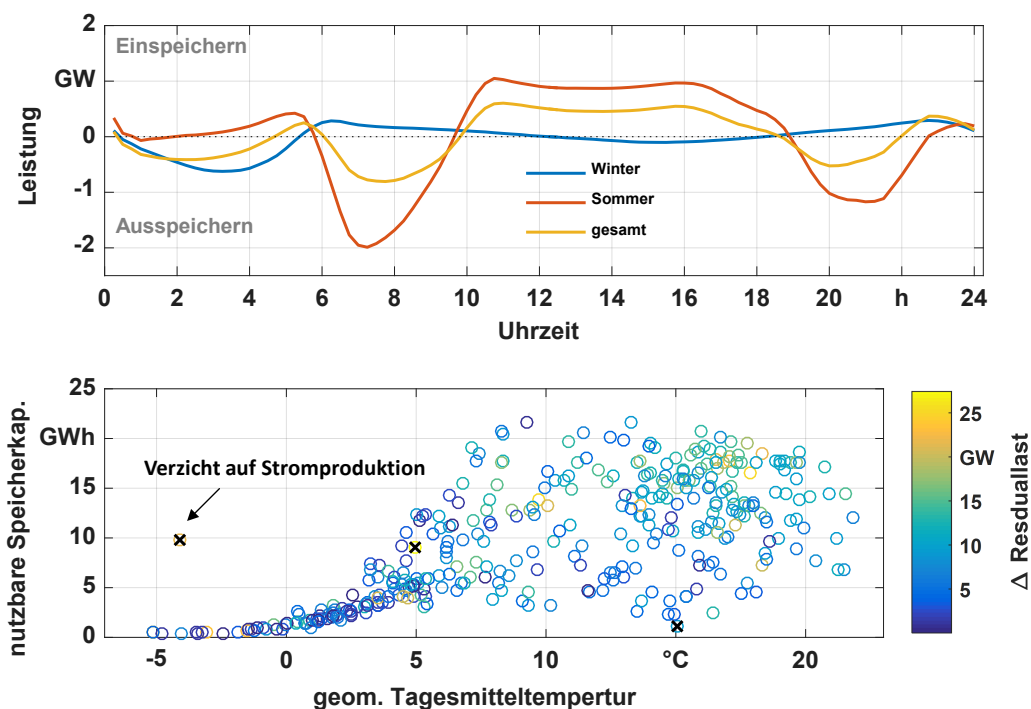 2
Einspeichern
GW
0
-1
-2
Leistung
Ausspeichern
Winter
Sommer
gesamt
0 2 4 6 8 10 12 14 16 18 20 h 24
Uhrzeit
25
GWh
15
10
5
0
nutzbare Speicherkap.
Verzicht auf Stromproduktion
-5 0 5 10 °C 20
geom. Tagesmitteltempertur
25
GW
15
10
5
Δ Resduallast